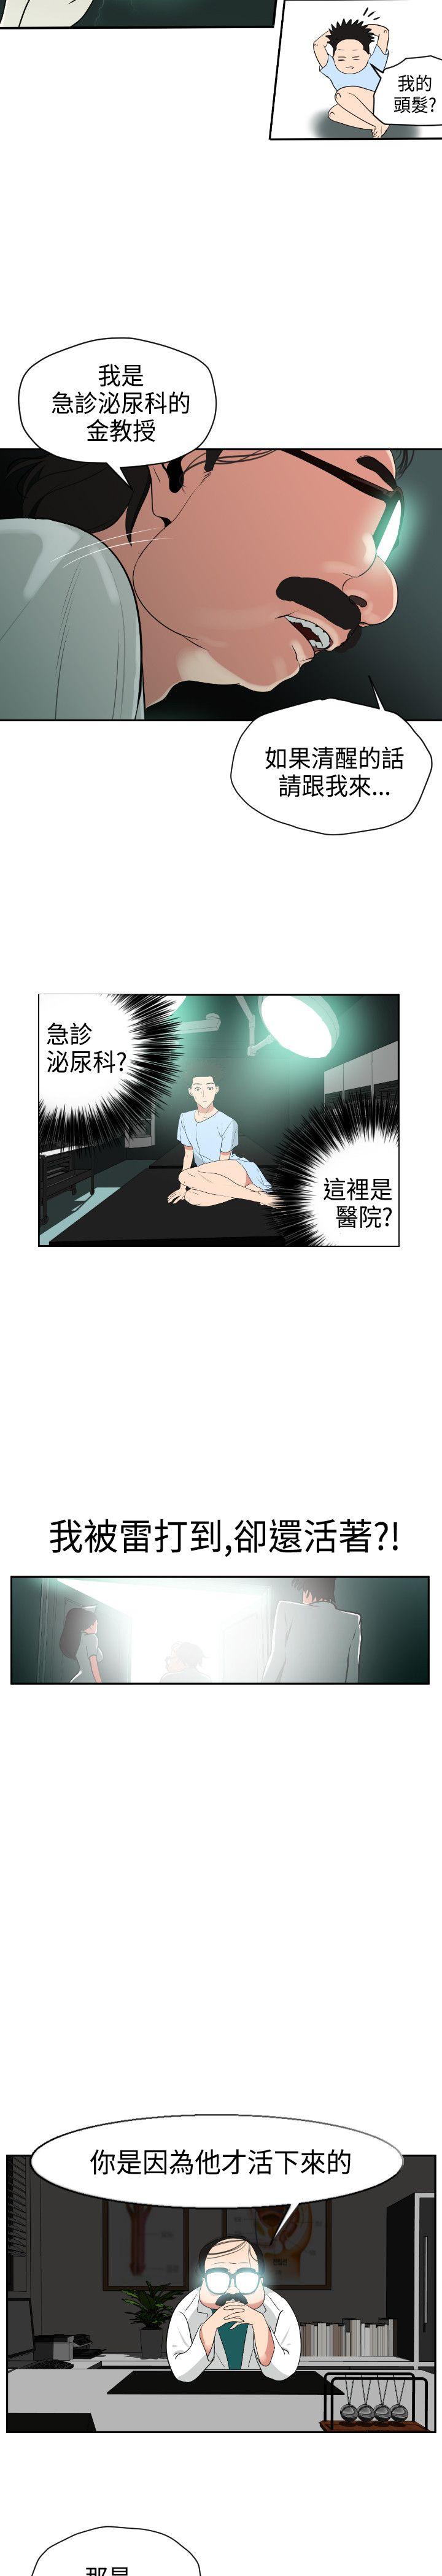 我的
頭髮?
我是
急診泌尿科的
金教授
如果清醒的話
請跟我來...
急診
泌尿科?
這裡是
醫院?
我被雷打到,卻還活著?!
你是因為他才活下來的
那是